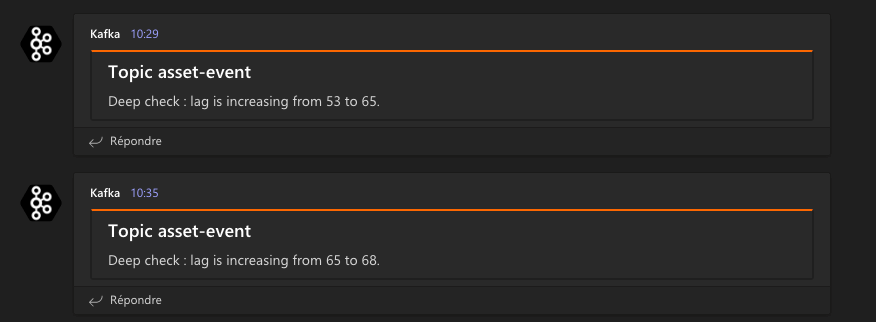 Kafka 10:29
Topic asset-event
Deep check : lag is increasing from 53 to 65.
Répondre
Kafka 10:35
Topic asset-event
Deep check : lag is increasing from 65 to 68.
Répondre